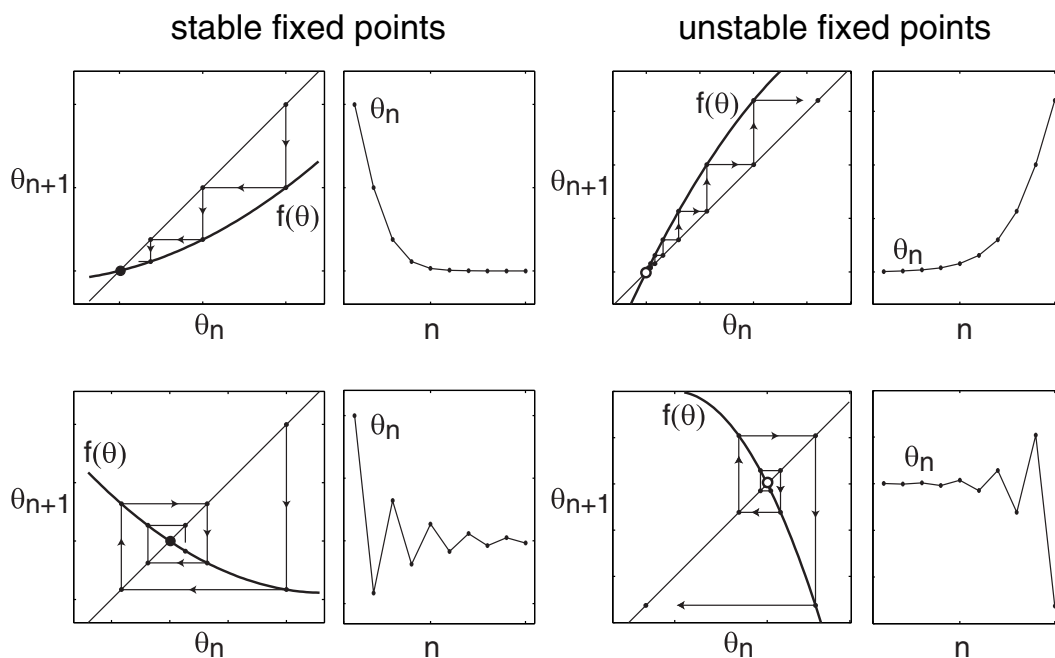 stable fixed points
unstable fixed points
θn+1
f(θ)
θn
θn
n
θn+1
f(θ)
θn
θn
n
θn+1
f(θ)
θn
θn
n
θn+1
f(θ)
θn
θn
n